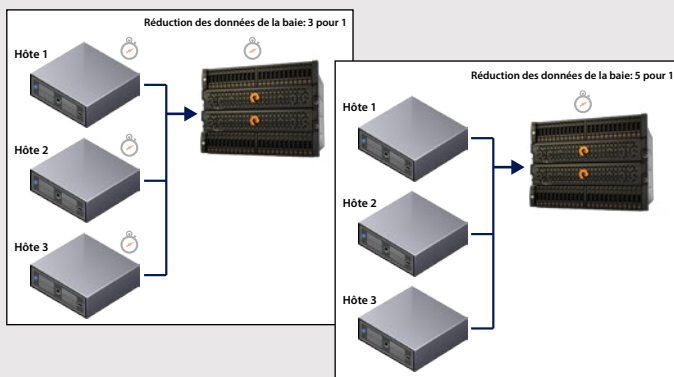 Réduction des données de la baie: 3 pour 1
Hôte 1
Hôte 2
Hôte 3
Réduction des données de la baie: 5 pour 1
Hôte 1
Hôte 2
Hôte 3